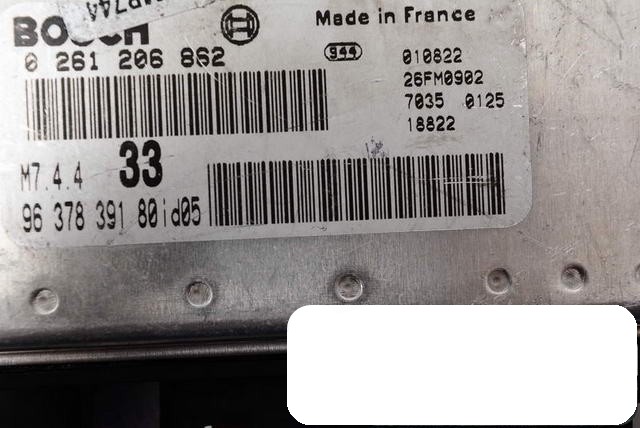 BOSCH
0 261 206 862
M7.4.4 33
96 378 391 80id05
Made in France
944
010822
26FM0902
7035 0125
18822